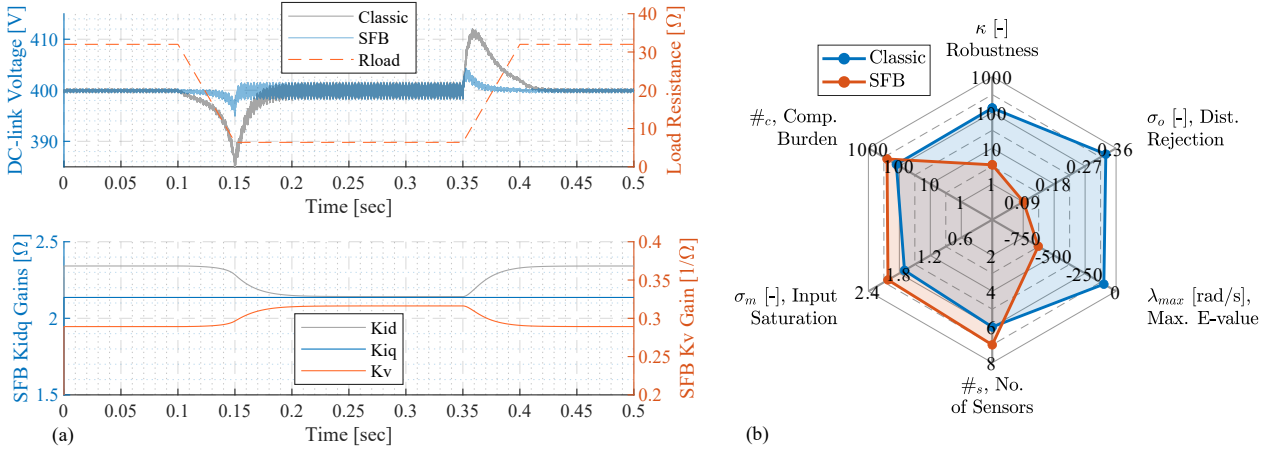 DC-link Voltage [V]
410
400
390
Classic
SFB
Rload
40
30
20
10
0
Load Resistance [Ω]
0 0.05 0.1 0.15 0.2 0.25 0.3 0.35 0.4 0.45 0.5
Time [sec]
SFB Kidq Gains [Ω]
2.5
2
1.5
Kid
Kiq
Kv
0.4
0.35
0.3
0.25
0.2
SFB Kv Gain [1/Ω]
0 0.05 0.1 0.15 0.2 0.25 0.3 0.35 0.4 0.45 0.5
Time [sec]
(a)
κ [-]
Robustness
Classic
SFB
1000
100
10
1
σₒ [-], Dist.
Rejection
0.36
0.27
0.18
0.09
λₘₐₓ [rad/s],
Max. E-value
0
-250
-500
-750
#ₛ, No.
of Sensors
8
6
4
2
σₘ [-], Input
Saturation
2.4
1.8
1.2
0.6
#𝒸, Comp.
Burden
1000
100
10
1
(b)